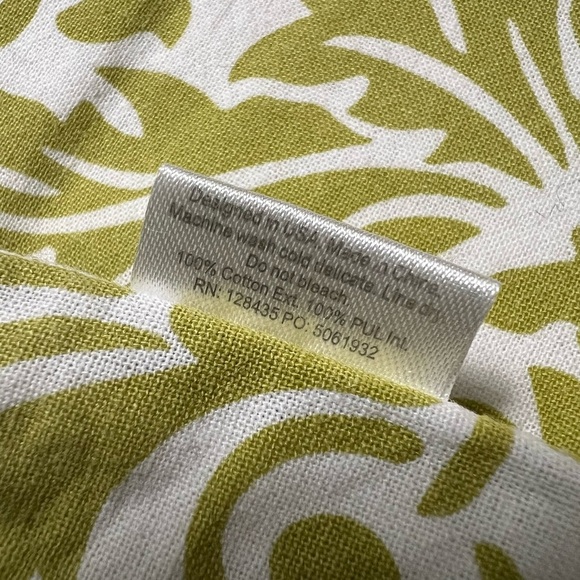 Designed in USA. Made in China.
Machine wash cold delicate. Line dry.
Do not bleach
100% Cotton Ext. 100% PUL Int.
RN: 128435 PO: 5061932